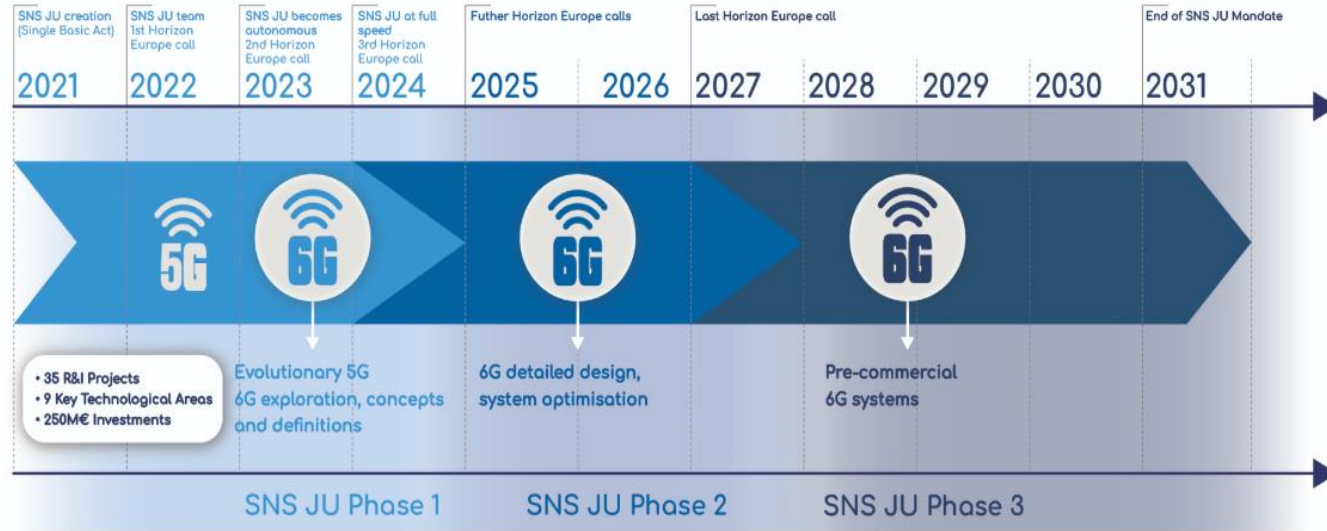 SNS JU creation
(Single Basic Act)
SNS JU team
1st Horizon
Europe call
SNS JU becomes
autonomous
2nd Horizon
Europe call
SNS JU at full
speed
3rd Horizon
Europe call
Futher Horizon Europe calls
Last Horizon Europe call
End of SNS JU Mandate
2021
2022
2023
2024
2025
2026
2027
2028
2029
2030
2031
5G
6G
6G
6G
• 35 R&I Projects
• 9 Key Technological Areas
• 250M€ Investments
Evolutionary 5G
6G exploration, concepts
and definitions
6G detailed design,
system optimisation
Pre-commercial
6G systems
SNS JU Phase 1
SNS JU Phase 2
SNS JU Phase 3